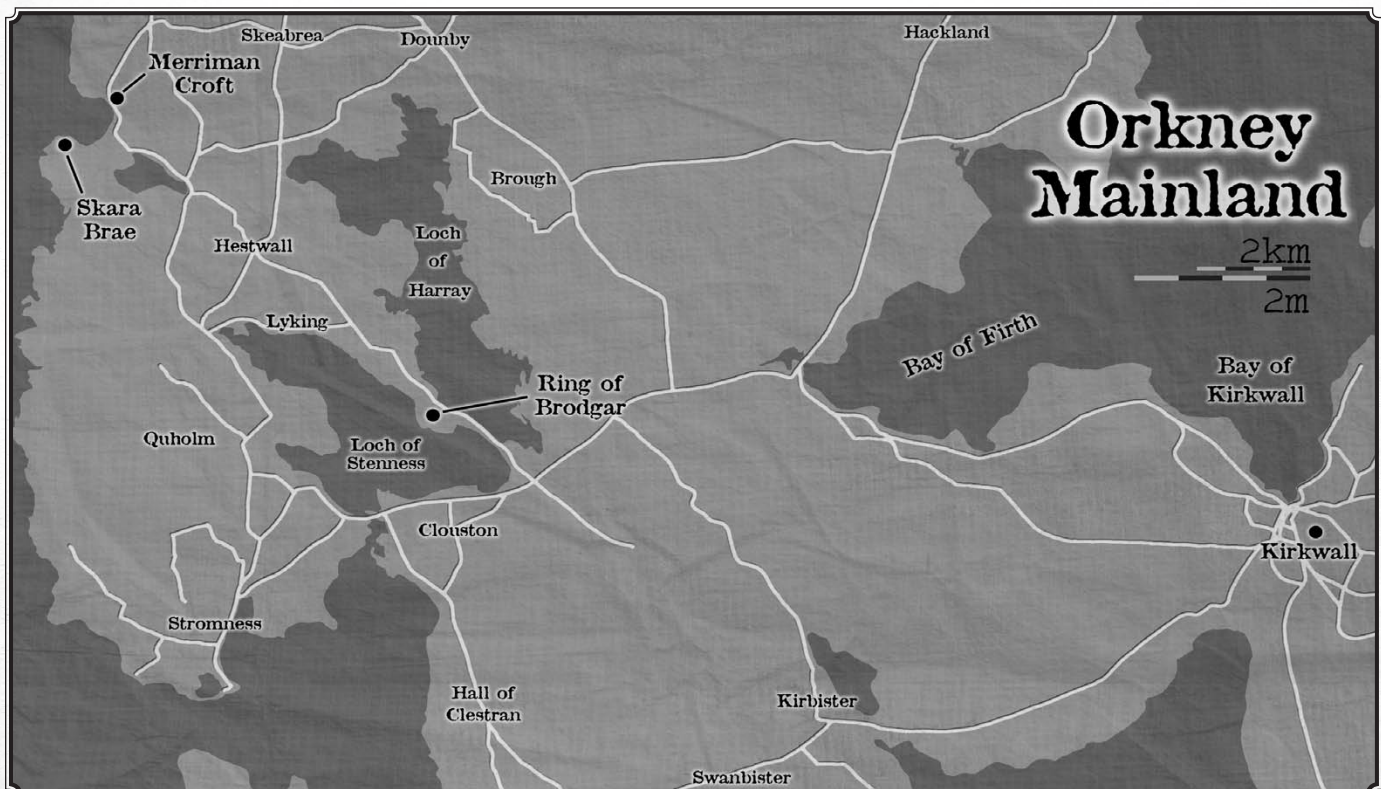 Skeabrea
Dounby
Hackland
Merriman
Croft
Orkney
Mainland
Skara
Brae
Brough
Hestwall
Loch
of
Harray
2km
2m
Lyking
Bay of Firth
Bay of
Kirkwall
Ring of
Brodgar
Quholm
Loch of
Stenness
Clouston
Kirkwall
Stromness
Hall of
Clestran
Kirbister
Swanbister